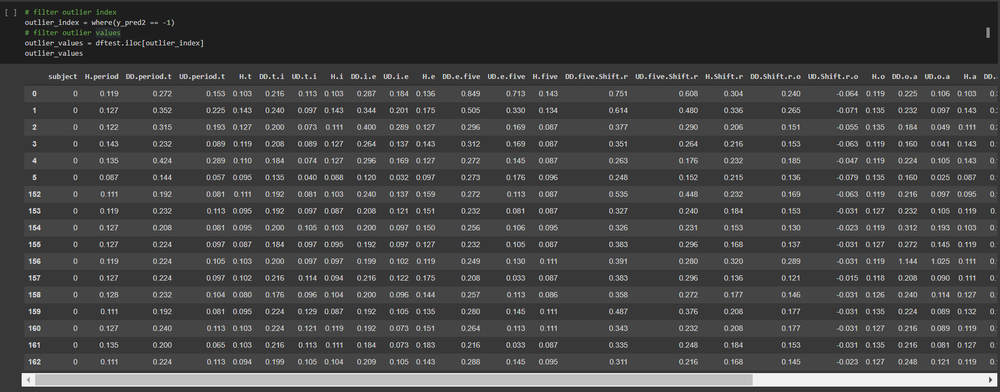 [ ] # filter outlier index
outlier_index = where(y_pred2 == -1)
# filter outlier values
outlier_values = dftest.iloc[outlier_index]
outlier_values
subject H.period DD.period.t UD.period.t H.t DD.t.i UD.t.i H.i DD.i.e UD.i.e H.e DD.e.five UD.e.five H.five DD.five.Shift.r UD.five.Shift.r H.Shift.r DD.Shift.r.o UD.Shift.r.o H.o DD.o.a UD.o.a H.a DD.
0 0 0.119 0.272 0.153 0.103 0.216 0.113 0.103 0.287 0.184 0.136 0.849 0.713 0.143 0.751 0.608 0.304 0.240 -0.064 0.119 0.225 0.106 0.103 0.
1 0 0.127 0.352 0.225 0.143 0.240 0.097 0.143 0.344 0.201 0.175 0.505 0.330 0.134 0.614 0.480 0.336 0.265 -0.071 0.135 0.232 0.097 0.143 0.
2 0 0.122 0.315 0.193 0.127 0.200 0.073 0.111 0.400 0.289 0.127 0.296 0.169 0.087 0.377 0.290 0.206 0.151 -0.055 0.135 0.184 0.049 0.111 0.
3 0 0.143 0.232 0.089 0.119 0.208 0.089 0.127 0.264 0.137 0.143 0.312 0.169 0.087 0.351 0.264 0.216 0.153 -0.063 0.119 0.160 0.041 0.143 0.
4 0 0.135 0.424 0.289 0.110 0.184 0.074 0.127 0.296 0.169 0.127 0.272 0.145 0.087 0.263 0.176 0.232 0.185 -0.047 0.119 0.224 0.105 0.143 0.
5 0 0.087 0.144 0.057 0.095 0.135 0.040 0.088 0.120 0.032 0.097 0.273 0.176 0.096 0.248 0.152 0.215 0.136 -0.079 0.135 0.160 0.025 0.087 0.
152 0 0.111 0.192 0.081 0.111 0.192 0.081 0.103 0.240 0.137 0.159 0.272 0.113 0.087 0.535 0.448 0.232 0.169 -0.063 0.119 0.216 0.097 0.095 0.
153 0 0.119 0.232 0.113 0.095 0.192 0.097 0.087 0.208 0.121 0.151 0.232 0.081 0.087 0.327 0.240 0.184 0.153 -0.031 0.127 0.232 0.105 0.119 0.
154 0 0.127 0.208 0.081 0.095 0.200 0.105 0.103 0.200 0.097 0.150 0.256 0.106 0.095 0.326 0.231 0.153 0.130 -0.023 0.119 0.312 0.193 0.103 0.
155 0 0.127 0.224 0.097 0.087 0.184 0.097 0.095 0.192 0.097 0.127 0.232 0.105 0.087 0.383 0.296 0.168 0.137 -0.031 0.127 0.272 0.145 0.119 0.
156 0 0.119 0.224 0.105 0.103 0.200 0.097 0.097 0.199 0.102 0.119 0.249 0.130 0.111 0.391 0.280 0.320 0.289 -0.031 0.119 1.144 1.025 0.111 0.
157 0 0.127 0.224 0.097 0.102 0.216 0.114 0.094 0.216 0.122 0.175 0.208 0.033 0.087 0.383 0.296 0.136 0.121 -0.015 0.118 0.208 0.090 0.111 0.
158 0 0.128 0.232 0.104 0.080 0.176 0.096 0.104 0.200 0.096 0.144 0.257 0.113 0.086 0.358 0.272 0.177 0.146 -0.031 0.126 0.240 0.114 0.127 0.
159 0 0.111 0.192 0.081 0.095 0.224 0.129 0.087 0.192 0.105 0.135 0.280 0.145 0.111 0.487 0.376 0.208 0.177 -0.031 0.135 0.224 0.089 0.132 0.
160 0 0.127 0.240 0.113 0.103 0.224 0.121 0.119 0.192 0.073 0.151 0.264 0.113 0.111 0.343 0.232 0.208 0.177 -0.031 0.127 0.216 0.089 0.119 0.
161 0 0.135 0.200 0.065 0.103 0.216 0.113 0.111 0.184 0.073 0.183 0.216 0.033 0.087 0.335 0.248 0.184 0.153 -0.031 0.135 0.216 0.081 0.127 0.
162 0 0.111 0.224 0.113 0.094 0.199 0.105 0.104 0.209 0.105 0.143 0.288 0.145 0.095 0.311 0.216 0.168 0.145 -0.023 0.127 0.248 0.121 0.119 0.